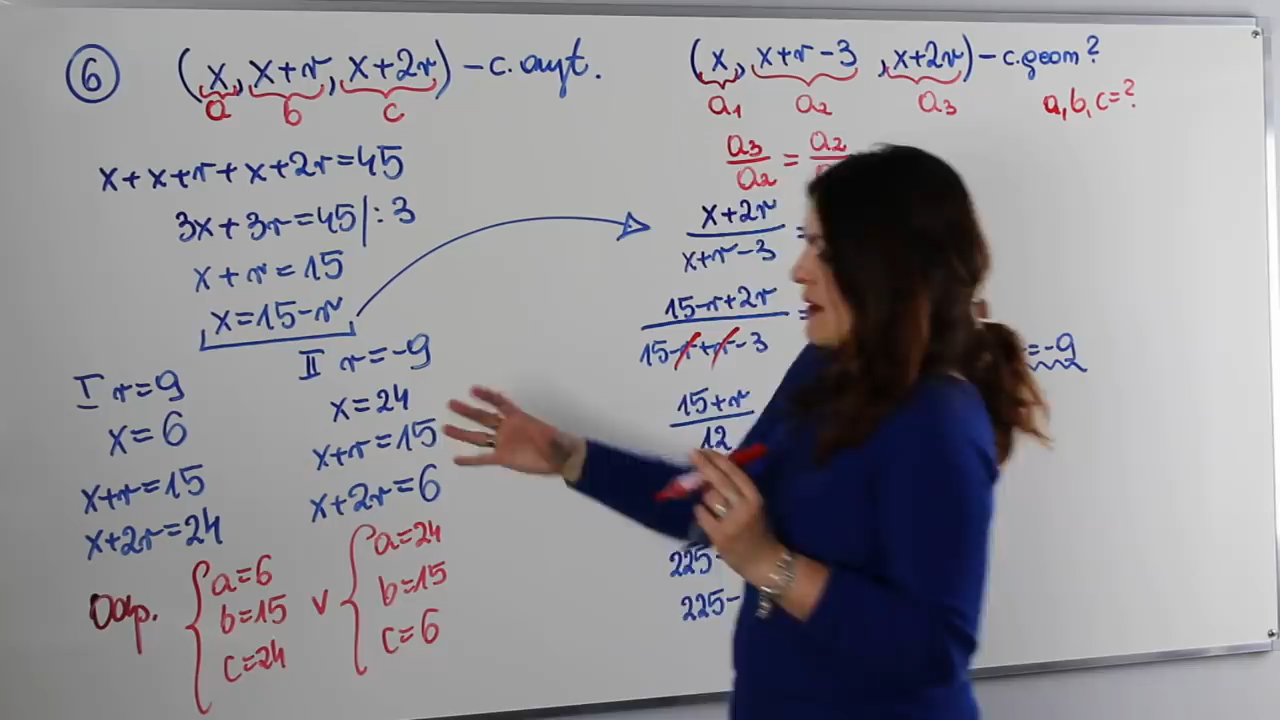 6 (x, x+r, x+2r) – c. aryt.
a b c
x+x+r+x+2r=45
3x+3r=45/:3
x+r=15
x=15-r
I r=9
x=6
x+r=15
x+2r=24
II r=-9
x=24
x+r=15
x+2r=6
Odp. { a=6
b=15
c=24
v { a=24
b=15
c=6
(x, x+r-3, x+2r) – c. geom?
a1 a2 a3
a,b,c=?
a3/a2 = a2/
x+2r/x+r-3 =
15-r+2r/15-r+r-3 =
=-9
15+r/12
225-
225-